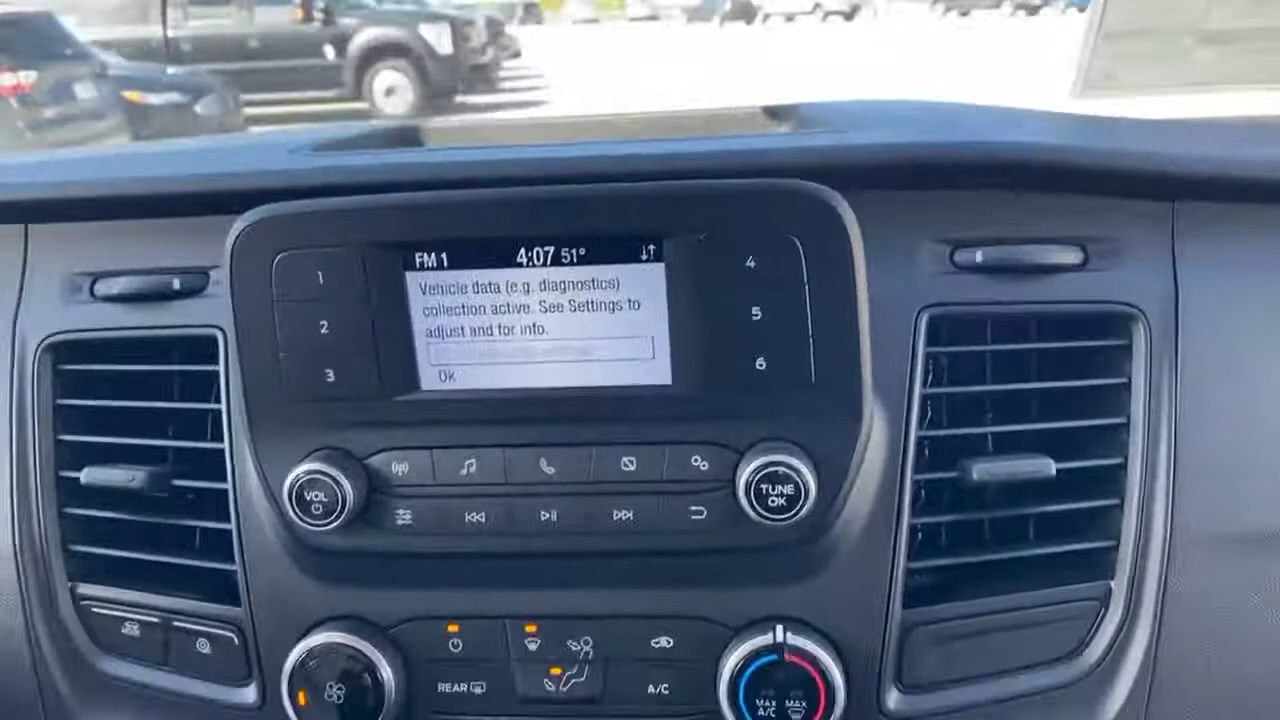 FM 1 4:07 51°
Vehicle data (e.g. diagnostics)
collection active. See Settings to
adjust and for info.
Ok
1
2
3
4
5
6
VOL
TUNE
OK
REAR
A/C
MAX
A/C
MAX